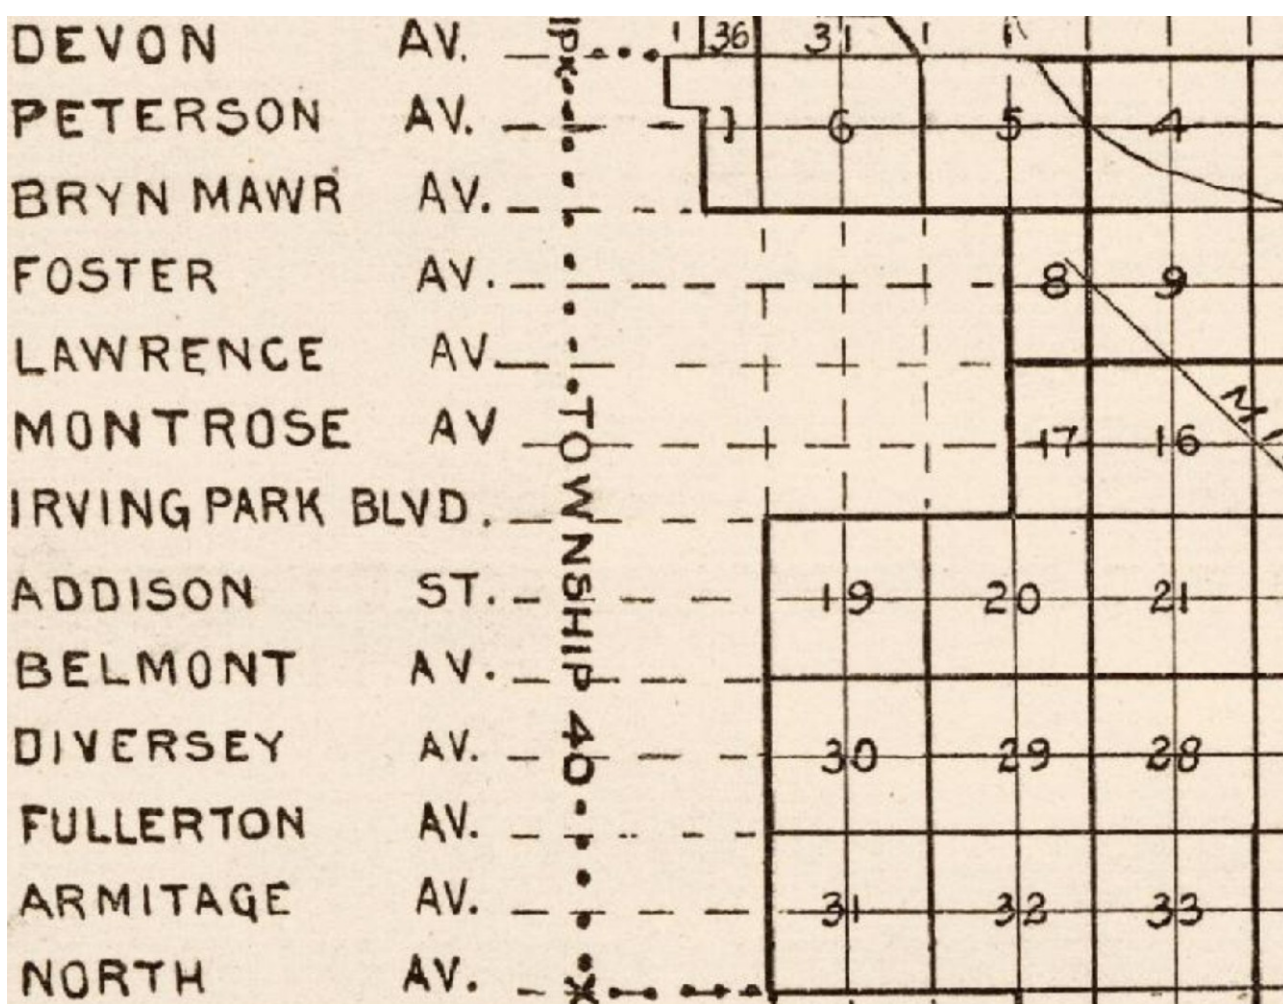 DEVON AV. 1 36 31
PETERSON AV. 1 6 5 4
BRYN MAWR AV.
FOSTER AV. 8 9
LAWRENCE AV.
MONTROSE AV 17 16
IRVING PARK BLVD.
ADDISON ST. 19 20 21
BELMONT AV.
DIVERSEY AV. 30 29 28
FULLERTON AV.
ARMITAGE AV. 31 32 33
NORTH AV.
TOWNSHIP 40